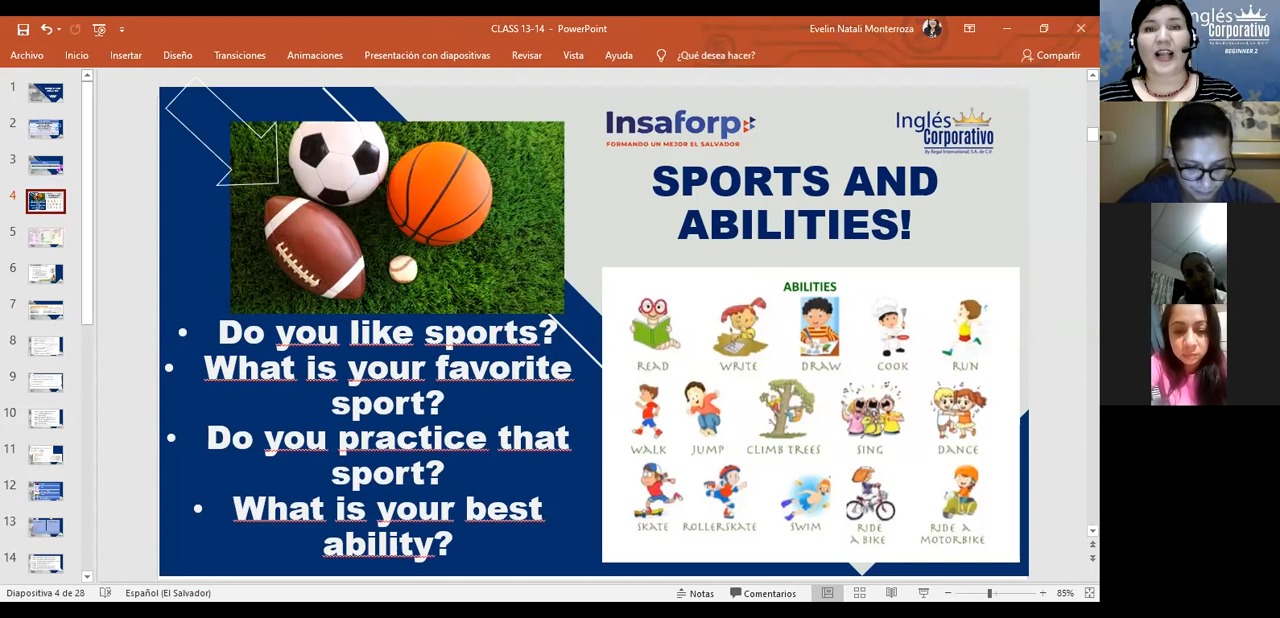 CLASS 13-14 - PowerPoint
Evelin Natali Monterroza
Archivo Inicio Insertar Diseño Transiciones Animaciones Presentación con diapositivas Revisar Vista Ayuda ¿Qué desea hacer? Compartir
1
2
3
4
5
6
7
8
9
10
11
12
13
14
Insaforp
FORMANDO UN MEJOR EL SALVADOR
Inglés
Corporativo
By Regal International, S.A. de C.V.
SPORTS AND
ABILITIES!
• Do you like sports?
• What is your favorite
sport?
• Do you practice that
sport?
• What is your best
ability?
ABILITIES
READ WRITE DRAW COOK RUN
WALK JUMP CLIMB TREES SING DANCE
SKATE ROLLERSKATE SWIM RIDE A BIKE RIDE A MOTORBIKE
Diapositiva 4 de 28 Español (El Salvador) Notas Comentarios 85%
Inglés
Corporativo
BEGINNER 2